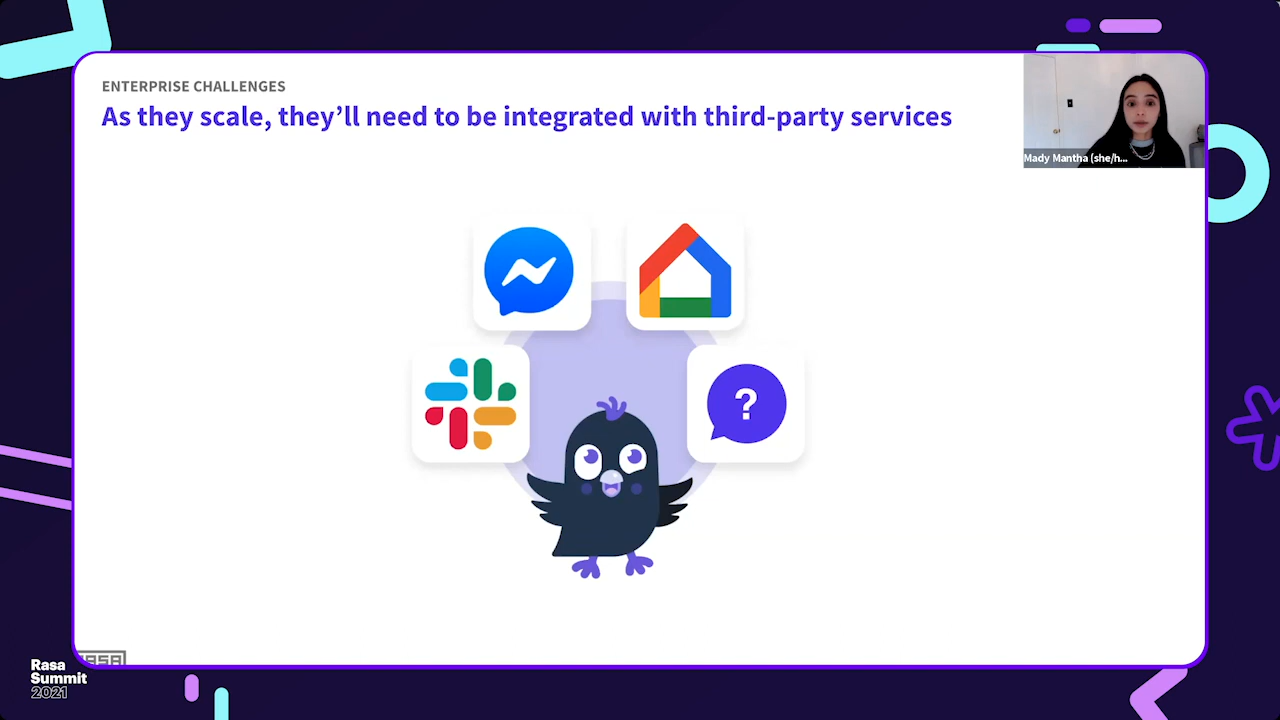 ENTERPRISE CHALLENGES
As they scale, they’ll need to be integrated with third-party services
Mady Mantha (she/h...
?
RASA
Rasa
Summit
2021